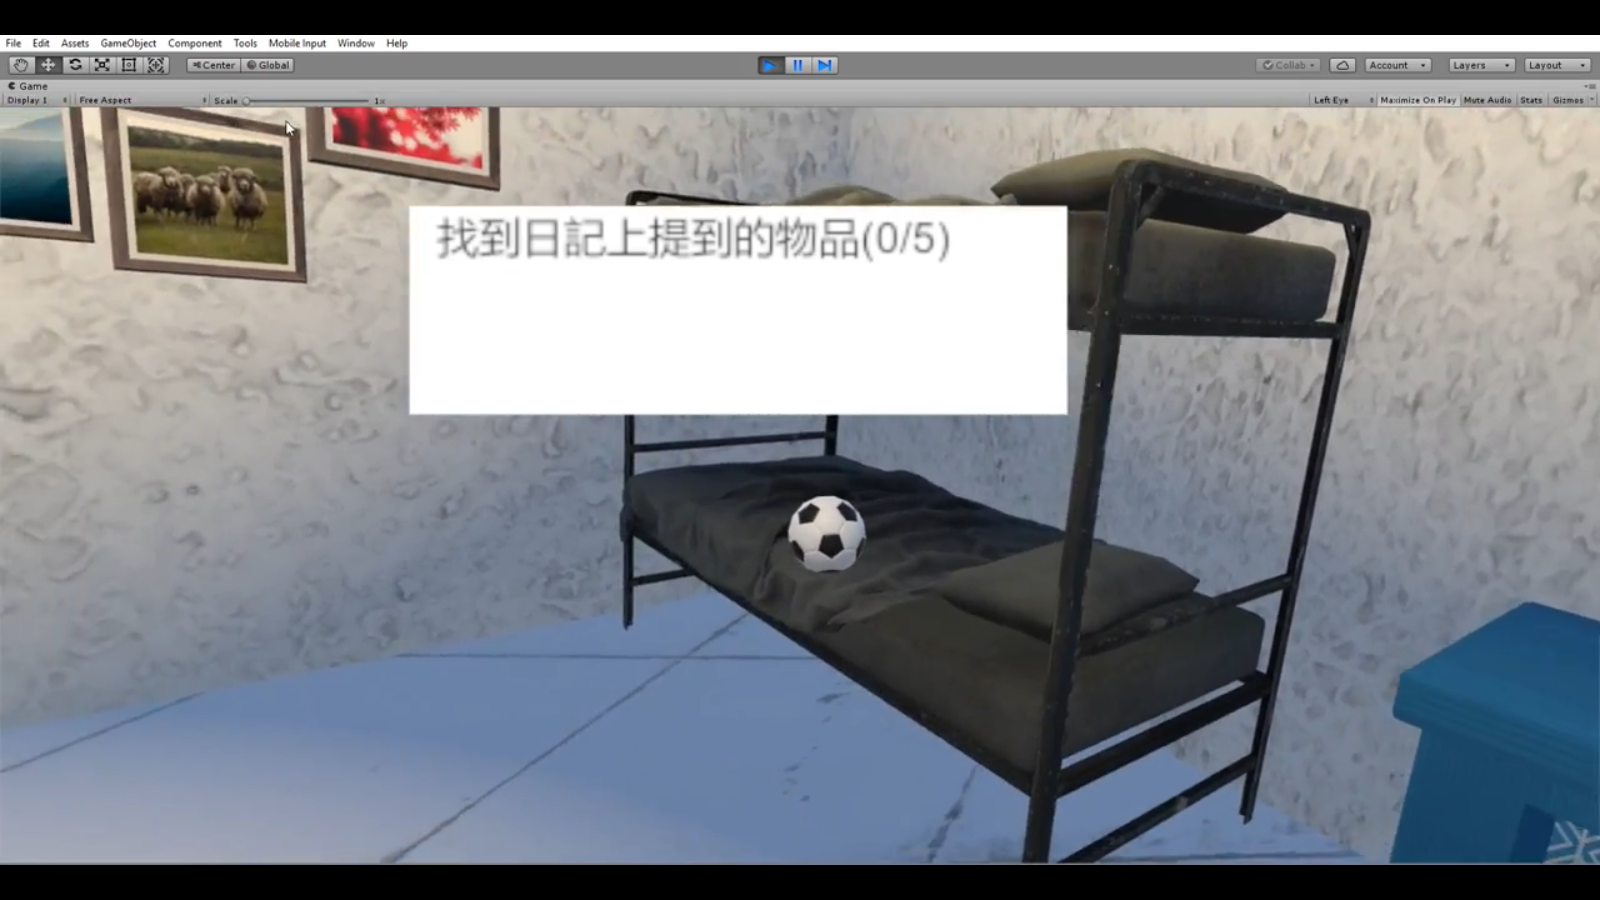 File Edit Assets GameObject Component Tools Mobile Input Window Help
Center Global Collab Account Layers Layout
Game
Display 1 Free Aspect Scale 1x Left Eye Maximize On Play Mute Audio Stats Gizmos
找到日記上提到的物品(0/5)